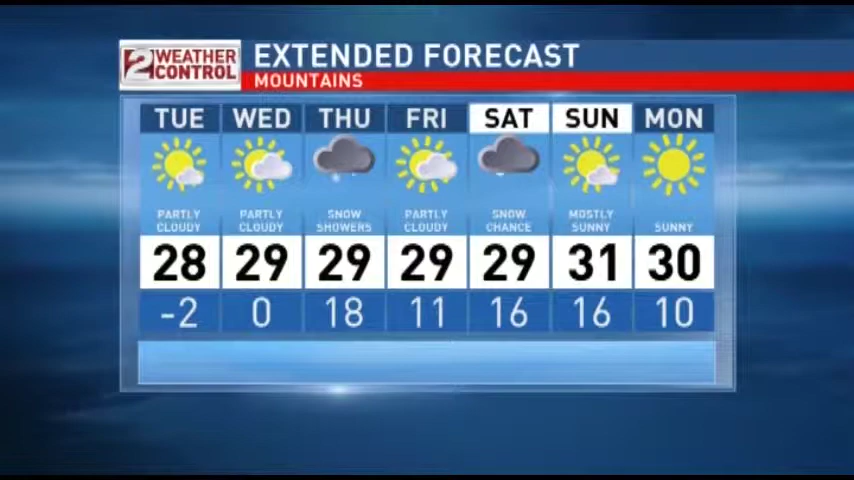 2 WEATHER CONTROL
EXTENDED FORECAST
MOUNTAINS
TUE WED THU FRI SAT SUN MON
PARTLY CLOUDY PARTLY CLOUDY SNOW SHOWERS PARTLY CLOUDY SNOW CHANCE MOSTLY SUNNY SUNNY
28 29 29 29 29 31 30
-2 0 18 11 16 16 10